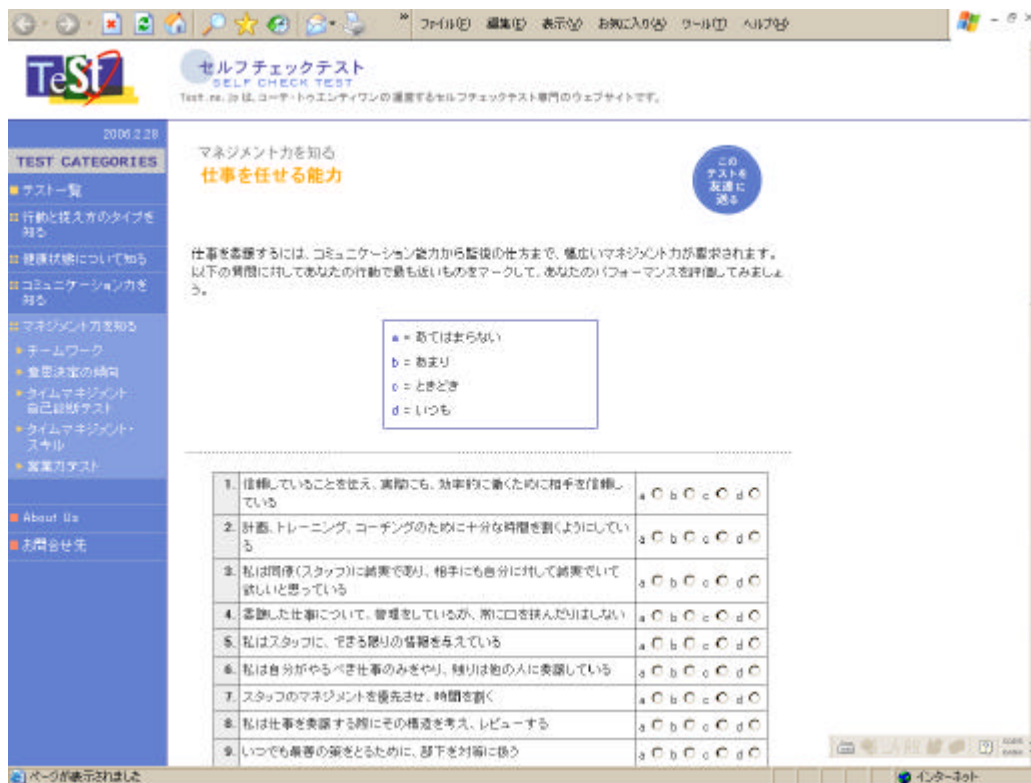 ファイル(F) 編集(E) 表示(V) お気に入り(A) ツール(T) ヘルプ(H)
TeSt
セルフチェックテスト
SELF CHECK TEST
Test.ne.jp は、コーチ・トゥエンティワンの運営するセルフチェックテスト専門のウェブサイトです。
2006.2.28
TEST CATEGORIES
テスト一覧
行動と捉え方のタイプを
知る
健康状態について知る
コミュニケーション力を
知る
マネジメント力を知る
チームワーク
意思決定の傾向
タイムマネジメント
自己診断テスト
タイムマネジメント・
スキル
営業力テスト
About Us
お問合せ先
マネジメント力を知る
仕事を任せる能力
この
テストを
友達に
送る
仕事を委譲するには、コミュニケーション能力から監督の仕方まで、幅広いマネジメント力が要求されます。
以下の質問に対してあなたの行動で最も近いものをマークして、あなたのパフォーマンスを評価してみましょ
う。
a = あてはまらない
b = あまり
c = ときどき
d = いつも
1. 信頼していることを伝え、実際にも、効率的に働くために相手を信頼し
ている a b c d
2. 計画、トレーニング、コーチングのために十分な時間を割くようにしてい
る a b c d
3. 私は同僚(スタッフ)に誠実であり、相手にも自分に対して誠実でいて
欲しいと思っている a b c d
4. 委譲した仕事について、管理をしているが、常に口を挟んだりはしない a b c d
5. 私はスタッフに、できる限りの情報を与えている a b c d
6. 私は自分がやるべき仕事のみをやり、残りは他の人に委譲している a b c d
7. スタッフのマネジメントを優先させ、時間を割く a b c d
8. 私は仕事を委譲する際にその構造を考え、レビューする a b c d
9. いつでも最善の策をとるために、部下を対等に扱う a b c d
ページが表示されました
インターネット